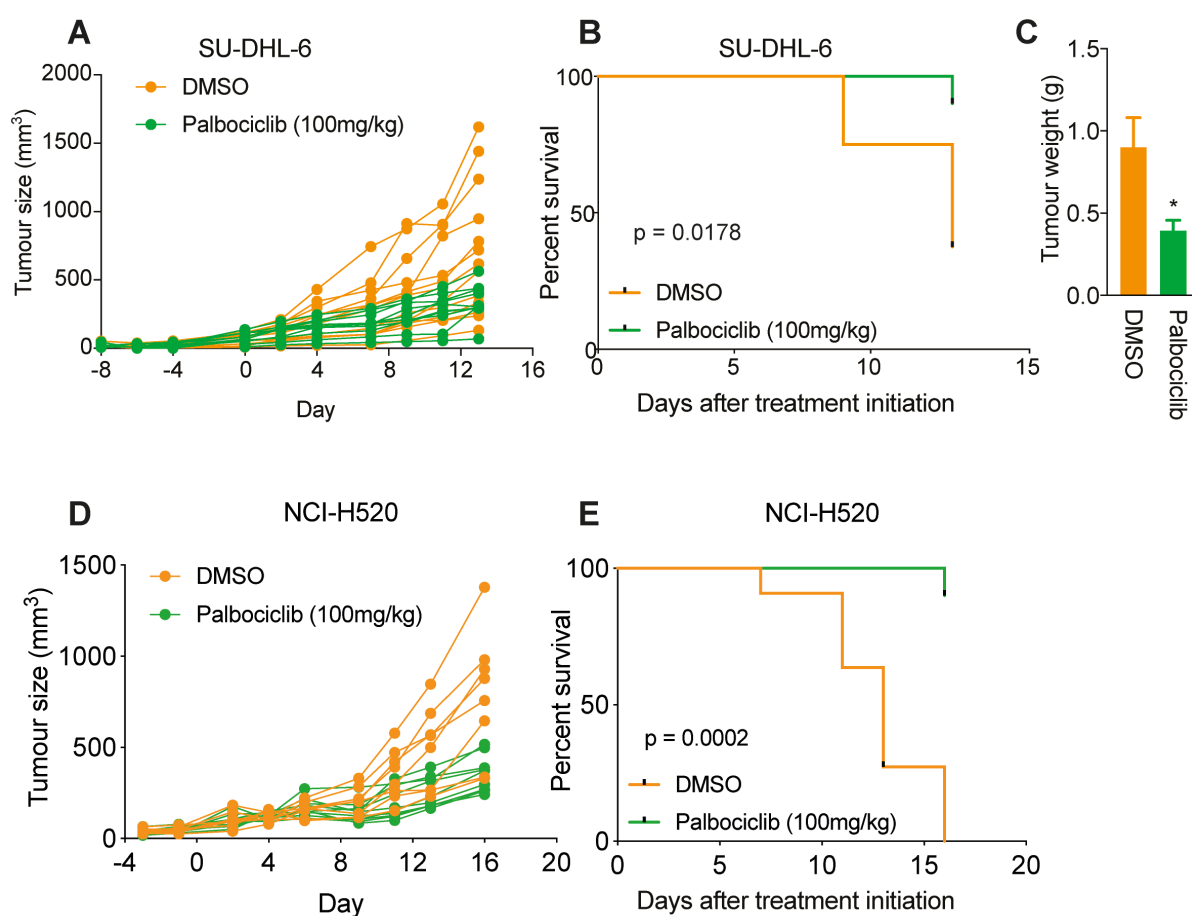 A
SU-DHL-6
DMSO
Palbociclib (100mg/kg)
Tumour size (mm³)
2000
1500
1000
500
0
-8
-4
0
4
8
12
16
Day
B
SU-DHL-6
Percent survival
100
50
0
p = 0.0178
DMSO
Palbociclib (100mg/kg)
0
5
10
15
Days after treatment initiation
C
Tumour weight (g)
1.5
1.0
0.5
0.0
*
DMSO
Palbociclib
D
NCI-H520
DMSO
Palbociclib (100mg/kg)
Tumour size (mm³)
1500
1000
500
0
-4
0
4
8
12
16
20
Day
E
NCI-H520
Percent survival
100
50
0
p = 0.0002
DMSO
Palbociclib (100mg/kg)
0
5
10
15
20
Days after treatment initiation